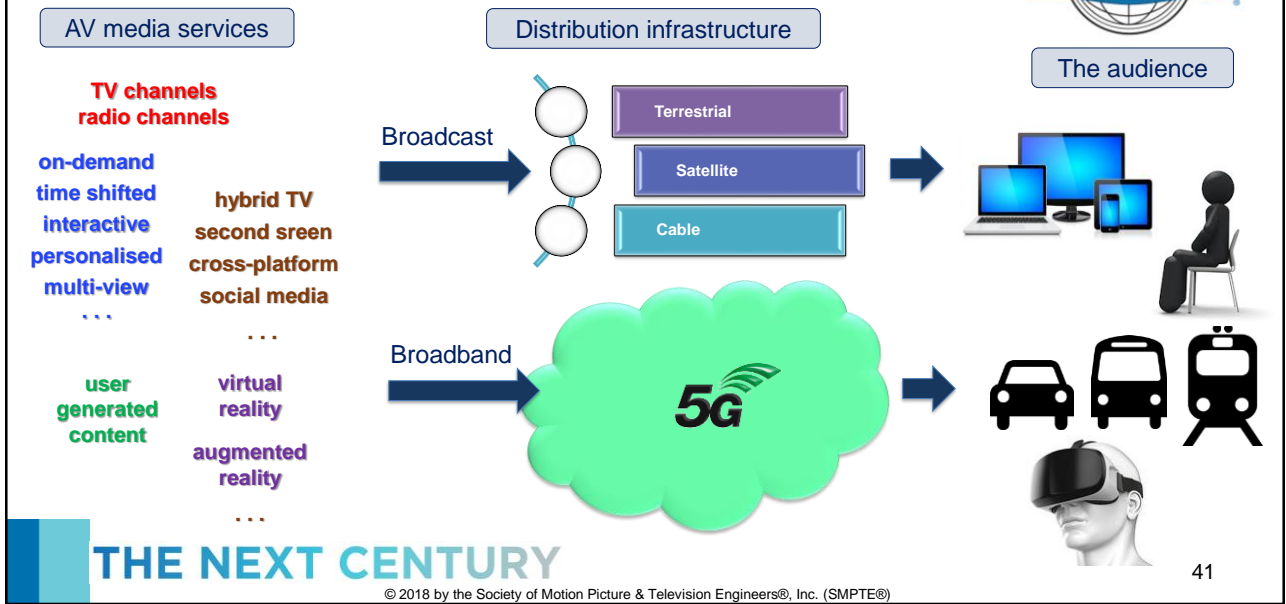 AV media services
TV channels
radio channels
on-demand
time shifted
interactive
personalised
multi-view
. . .
hybrid TV
second sreen
cross-platform
social media
. . .
user
generated
content
virtual
reality
augmented
reality
. . .
Distribution infrastructure
Broadcast
Terrestrial
Satellite
Cable
Broadband
5G
The audience
THE NEXT CENTURY
41
© 2018 by the Society of Motion Picture & Television Engineers®, Inc. (SMPTE®)